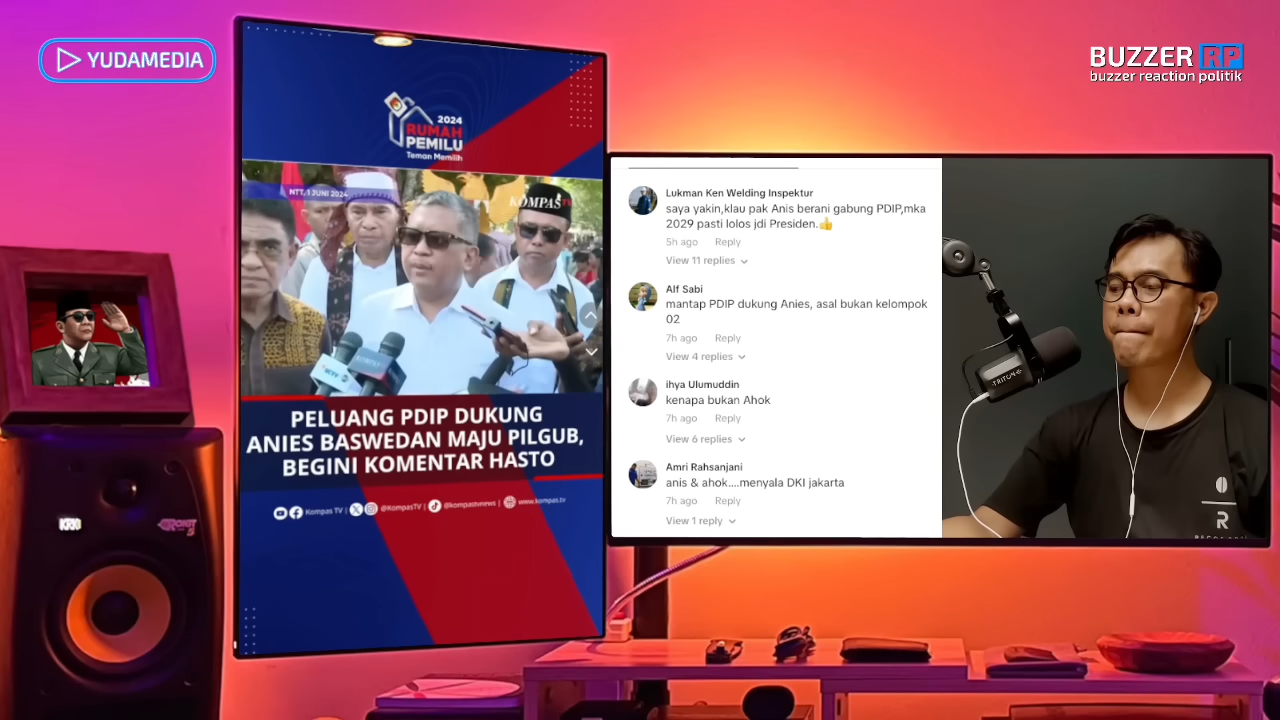 YUDAMEDIA
BUZZER RP
buzzer reaction politik
2024
RUMAH
PEMILU
Teman Memilih
NTT, 1 JUNI 2024
KOMPAS TV
PELUANG PDIP DUKUNG
ANIES BASWEDAN MAJU PILGUB,
BEGINI KOMENTAR HASTO
Kompas TV | @KompasTV | @kompastvnews | www.kompas.tv
Lukman Ken Welding Inspektur
saya yakin,klau pak Anis berani gabung PDIP,mka
2029 pasti lolos jdi Presiden.👍
5h ago Reply
View 11 replies
Alf Sabi
mantap PDIP dukung Anies, asal bukan kelompok
02
7h ago Reply
View 4 replies
ihya Ulumuddin
kenapa bukan Ahok
7h ago Reply
View 6 replies
Amri Rahsanjani
anis & ahok....menyala DKI jakarta
7h ago Reply
View 1 reply
KRK
ROKIT 5
R